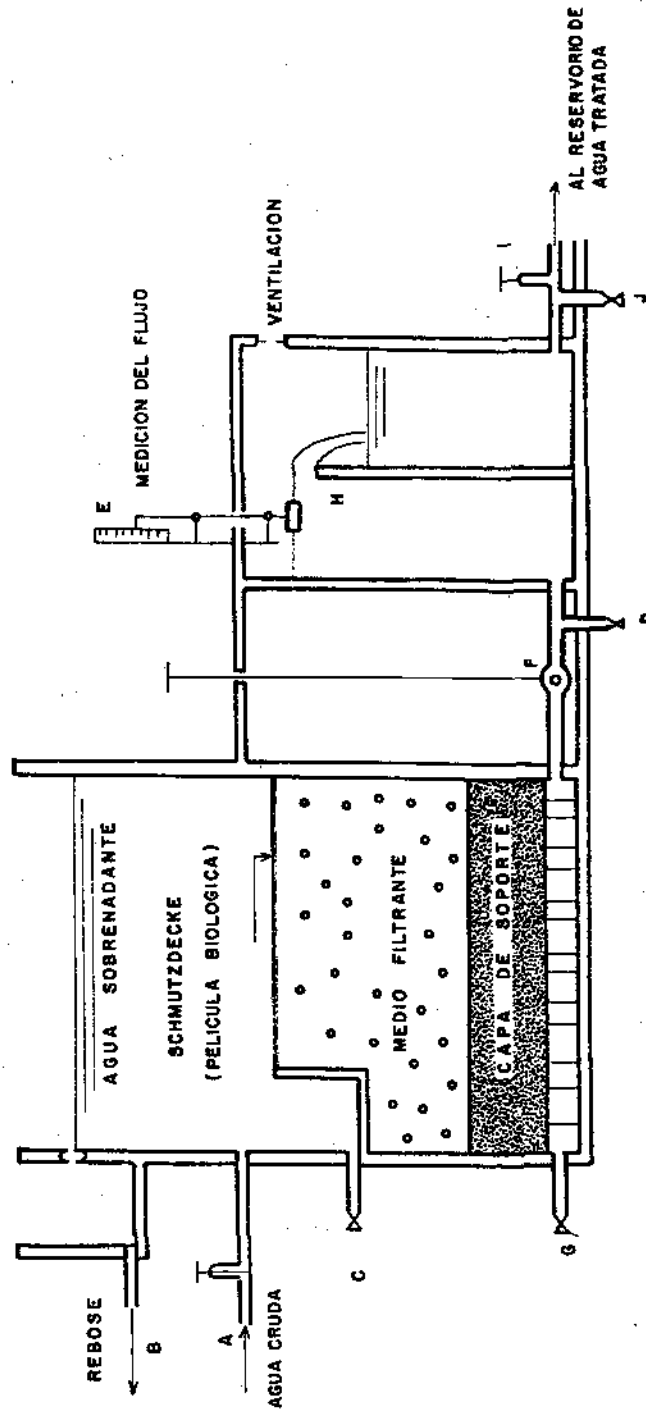 REBOSE
B
A
AGUA CRUDA
AGUA SOBRENADANTE
SCHMUTZDECKE
(PELICULA BIOLOGICA)
C
MEDIO FILTRANTE
CAPA DE SOPORTE
G
E
MEDICION DEL FLUJO
VENTILACION
H
F
D
I
J
AL RESERVORIO DE
AGUA TRATADA